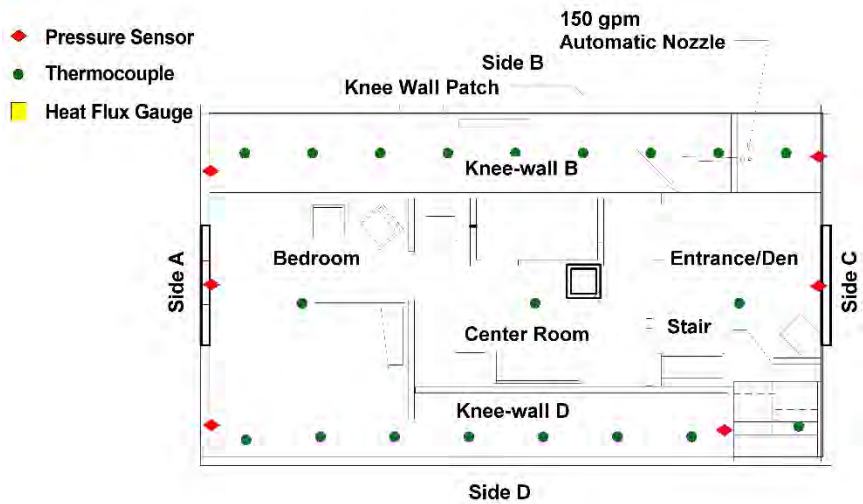 Pressure Sensor
Thermocouple
Heat Flux Gauge
150 gpm
Automatic Nozzle
Side B
Knee Wall Patch
Knee-wall B
Side A
Bedroom
Entrance/Den
Side C
Center Room
Stair
Knee-wall D
Side D